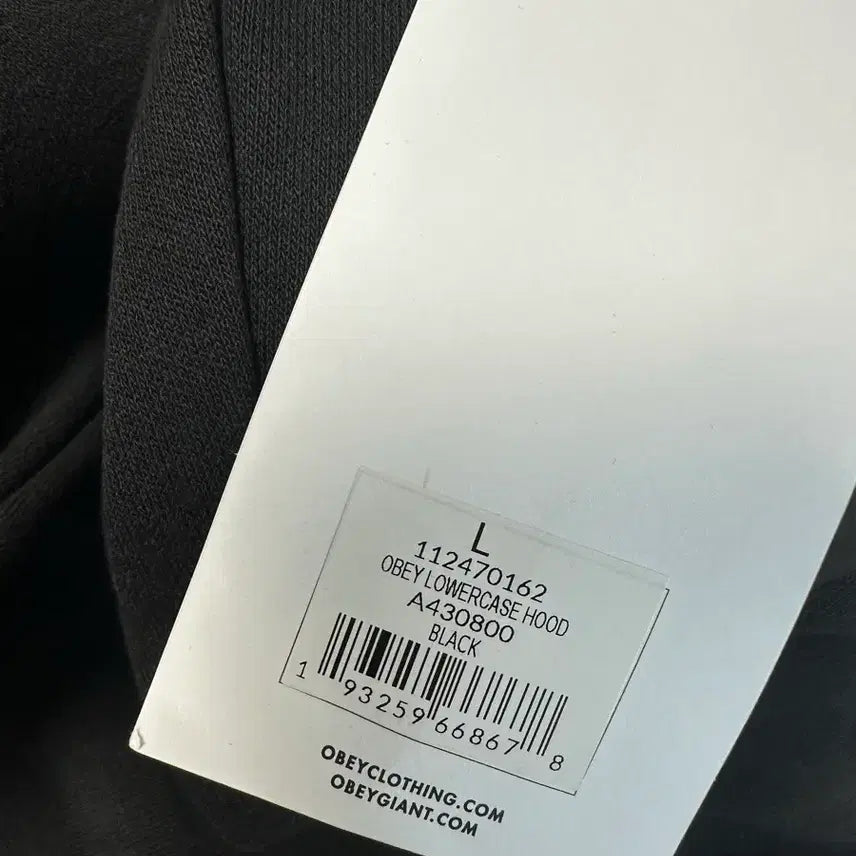 L
112470162
OBEY LOWERCASE HOOD
A430800
BLACK
1 93259 66867 8
OBEYCLOTHING.COM
OBEYGIANT.COM